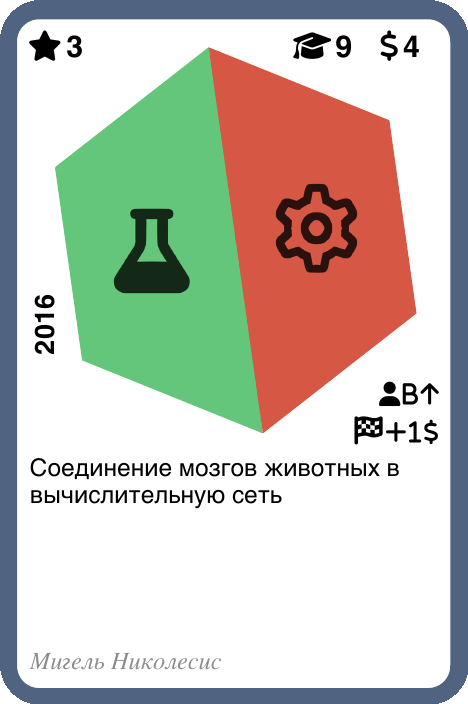 3 9 $4
2016
B↑
+1$
Соединение мозгов животных в
вычислительную сеть
Мигель Николесис